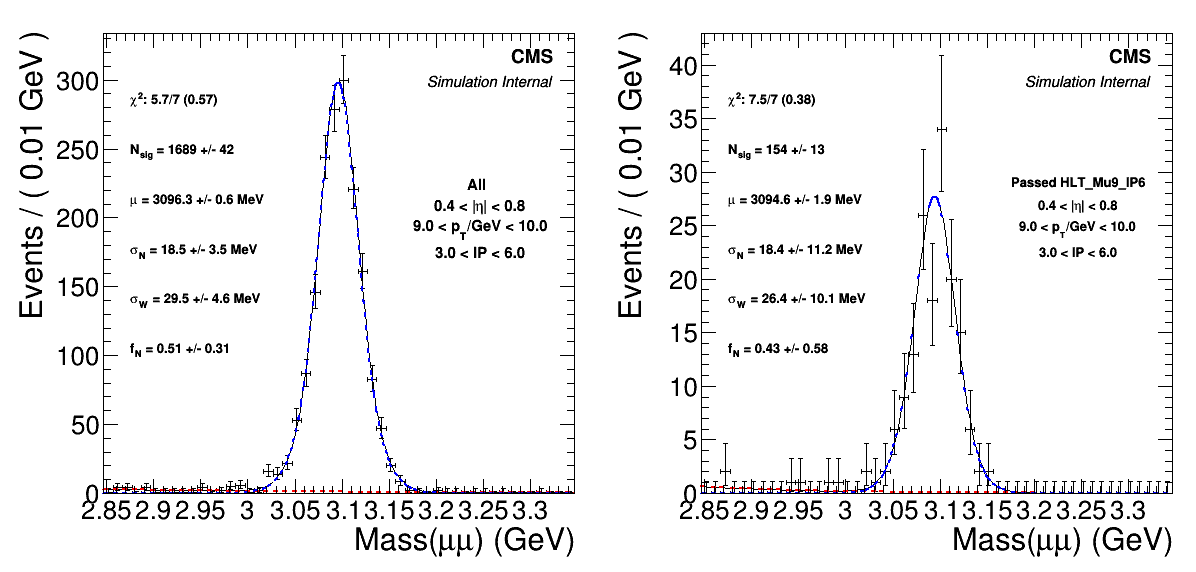 CMS
Simulation Internal
χ²: 5.7/7 (0.57)
N_sig = 1689 +/- 42
μ = 3096.3 +/- 0.6 MeV
σ_N = 18.5 +/- 3.5 MeV
σ_W = 29.5 +/- 4.6 MeV
f_N = 0.51 +/- 0.31
All
0.4 < |η| < 0.8
9.0 < p_T/GeV < 10.0
3.0 < IP < 6.0
Events / ( 0.01 GeV )
300
250
200
150
100
50
0
2.85 2.9 2.95 3 3.05 3.1 3.15 3.2 3.25 3.3
Mass(μμ) (GeV)
CMS
Simulation Internal
χ²: 7.5/7 (0.38)
N_sig = 154 +/- 13
μ = 3094.6 +/- 1.9 MeV
σ_N = 18.4 +/- 11.2 MeV
σ_W = 26.4 +/- 10.1 MeV
f_N = 0.43 +/- 0.58
Passed HLT_Mu9_IP6
0.4 < |η| < 0.8
9.0 < p_T/GeV < 10.0
3.0 < IP < 6.0
Events / ( 0.01 GeV )
40
35
30
25
20
15
10
5
0
2.85 2.9 2.95 3 3.05 3.1 3.15 3.2 3.25 3.3
Mass(μμ) (GeV)